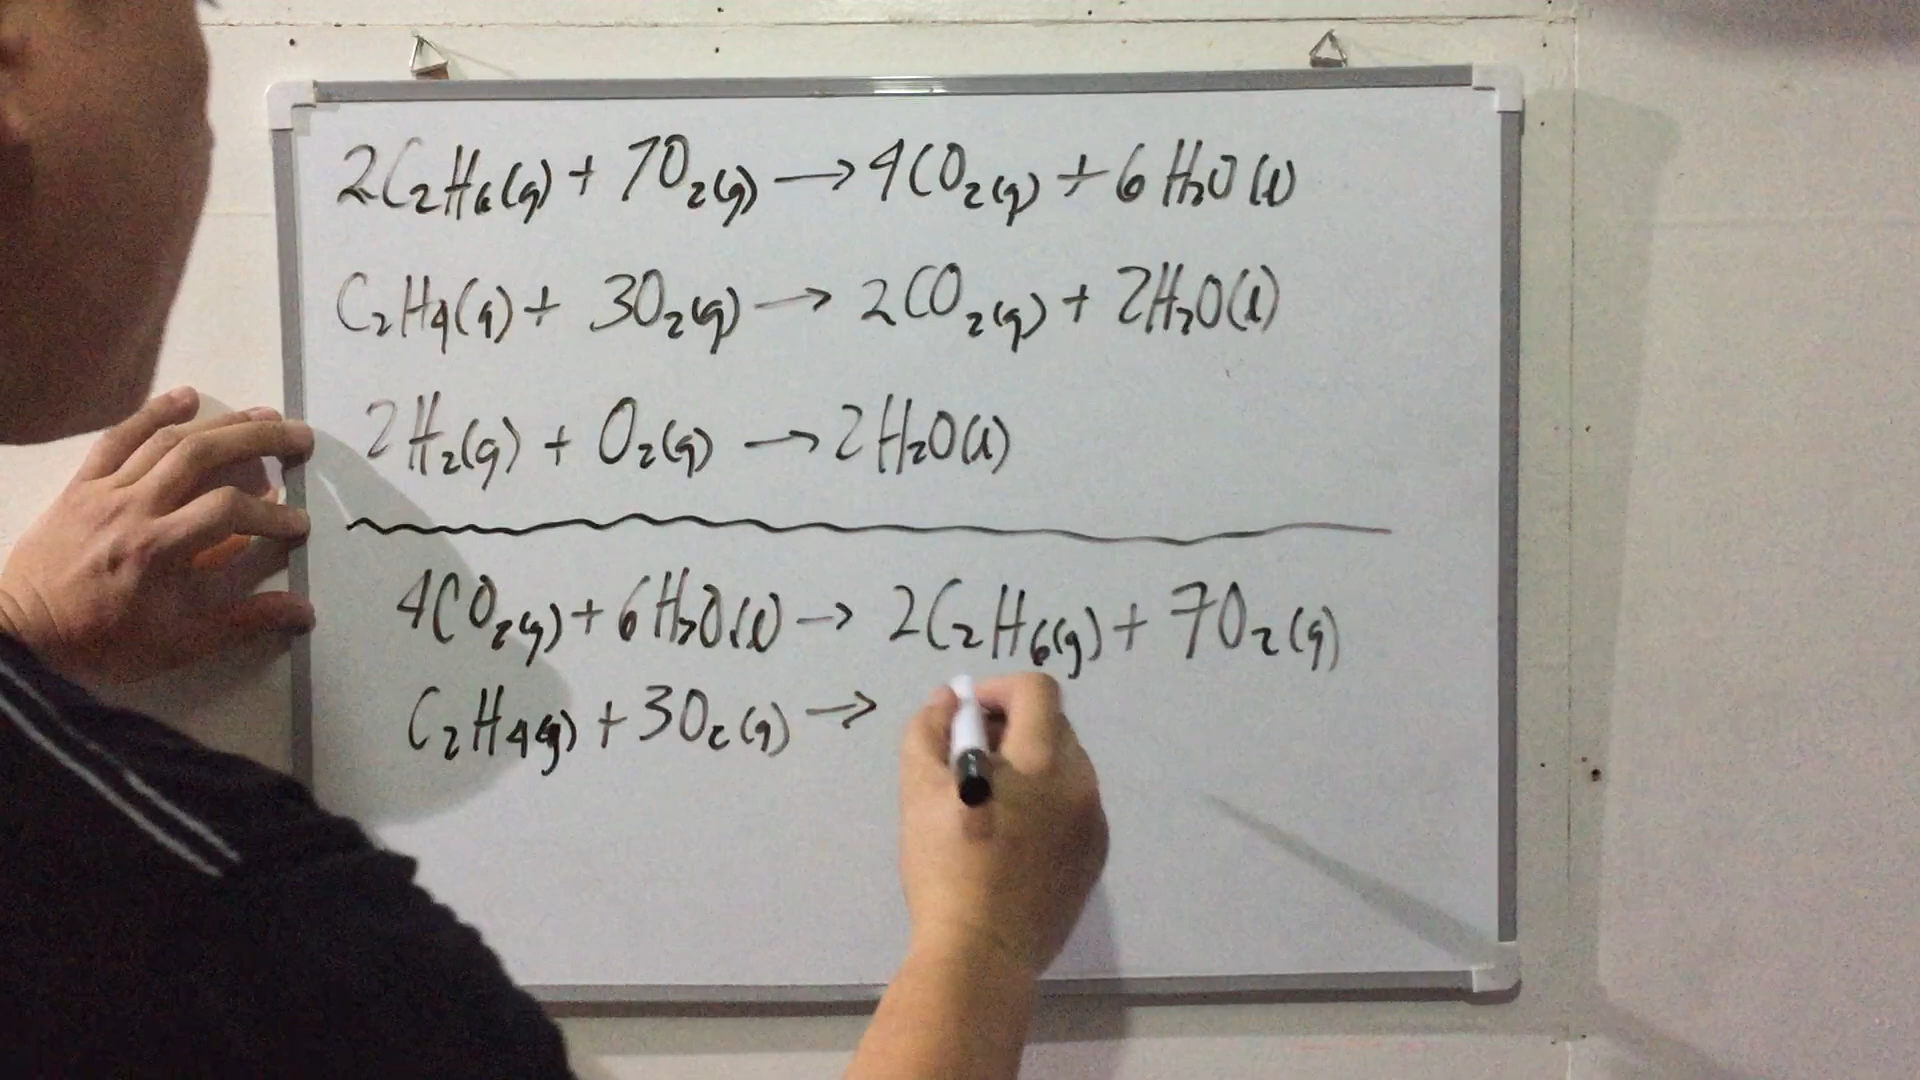 2C₂H₆(g) + 7O₂(g) → 4CO₂(g) + 6H₂O(l)
C₂H₄(g) + 3O₂(g) → 2CO₂(g) + 2H₂O(l)
2H₂(g) + O₂(g) → 2H₂O(l)
4CO₂(g) + 6H₂O(l) → 2C₂H₆(g) + 7O₂(g)
C₂H₄(g) + 3O₂(g) →